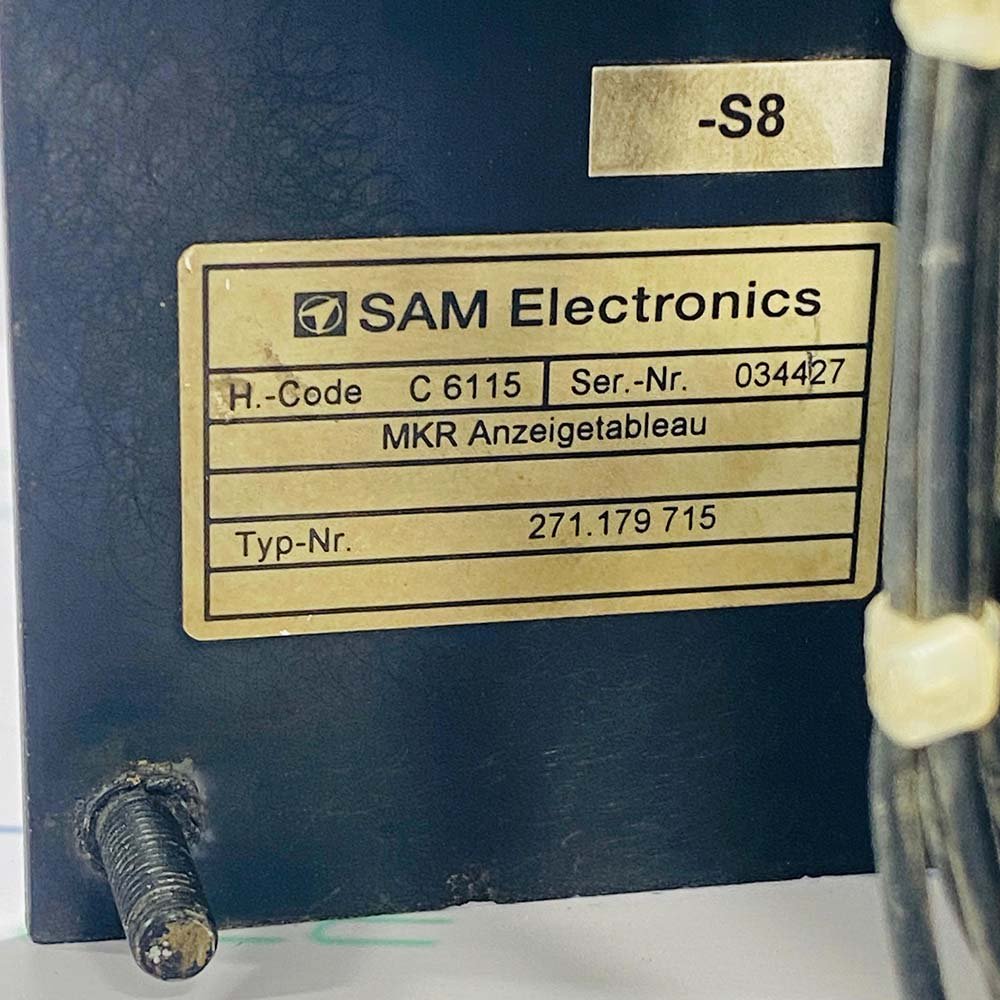 -S8
SAM Electronics
H.-Code C 6115 Ser.-Nr. 034427
MKR Anzeigetableau
Typ-Nr. 271.179 715